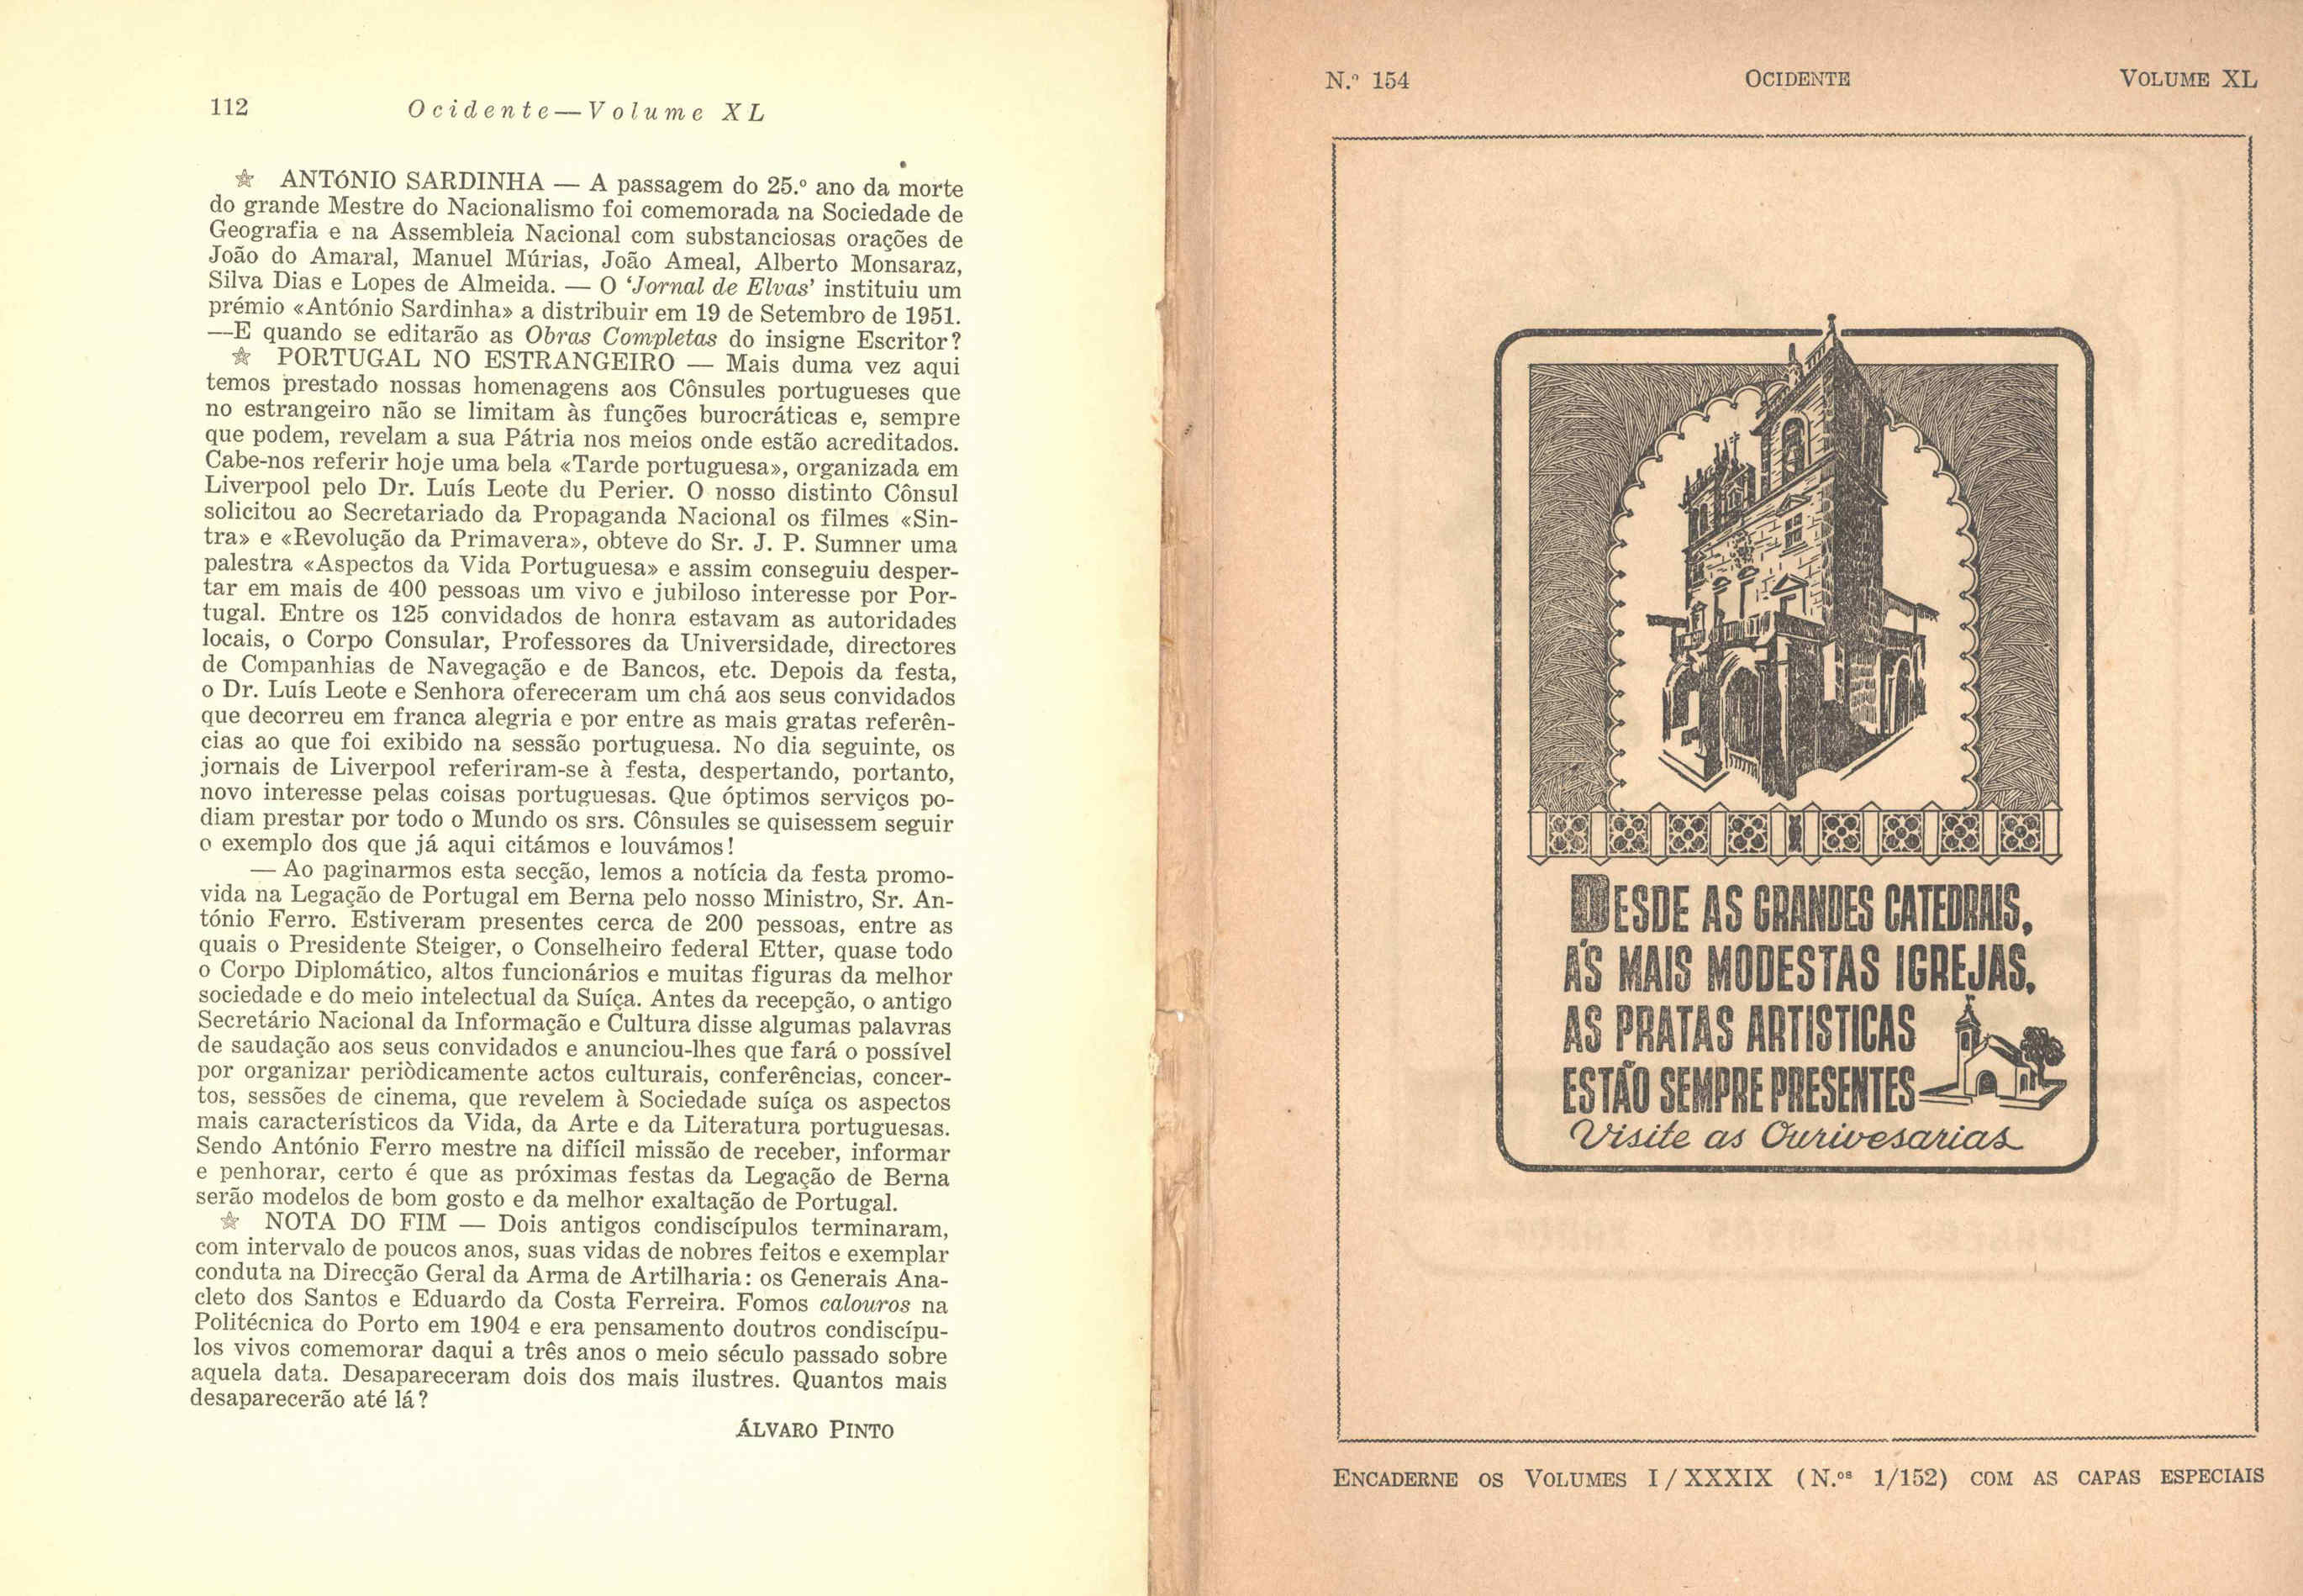 112
Ocidente—Volume XL
☆ ANTÓNIO SARDINHA — A passagem do 25.º ano da morte
do grande Mestre do Nacionalismo foi comemorada na Sociedade de
Geografia e na Assembleia Nacional com substanciosas orações de
João do Amaral, Manuel Múrias, João Ameal, Alberto Monsaraz,
Silva Dias e Lopes de Almeida. — O ‘Jornal de Elvas’ instituiu um
prémio «António Sardinha» a distribuir em 19 de Setembro de 1951.
—E quando se editarão as Obras Completas do insigne Escritor?
☆ PORTUGAL NO ESTRANGEIRO — Mais duma vez aqui
temos prestado nossas homenagens aos Cônsules portugueses que
no estrangeiro não se limitam às funções burocráticas e, sempre
que podem, revelam a sua Pátria nos meios onde estão acreditados.
Cabe-nos referir hoje uma bela «Tarde portuguesa», organizada em
Liverpool pelo Dr. Luís Leote du Perier. O nosso distinto Cônsul
solicitou ao Secretariado da Propaganda Nacional os filmes «Sin-
tra» e «Revolução da Primavera», obteve do Sr. J. P. Sumner uma
palestra «Aspectos da Vida Portuguesa» e assim conseguiu desper-
tar em mais de 400 pessoas um vivo e jubiloso interesse por Por-
tugal. Entre os 125 convidados de honra estavam as autoridades
locais, o Corpo Consular, Professores da Universidade, directores
de Companhias de Navegação e de Bancos, etc. Depois da festa,
o Dr. Luís Leote e Senhora ofereceram um chá aos seus convidados
que decorreu em franca alegria e por entre as mais gratas referên-
cias ao que foi exibido na sessão portuguesa. No dia seguinte, os
jornais de Liverpool referiram-se à festa, despertando, portanto,
novo interesse pelas coisas portuguesas. Que óptimos serviços po-
diam prestar por todo o Mundo os srs. Cônsules se quisessem seguir
o exemplo dos que já aqui citámos e louvámos!
— Ao paginarmos esta secção, lemos a notícia da festa promo-
vida na Legação de Portugal em Berna pelo nosso Ministro, Sr. An-
tónio Ferro. Estiveram presentes cerca de 200 pessoas, entre as
quais o Presidente Steiger, o Conselheiro federal Etter, quase todo
o Corpo Diplomático, altos funcionários e muitas figuras da melhor
sociedade e do meio intelectual da Suíça. Antes da recepção, o antigo
Secretário Nacional da Informação e Cultura disse algumas palavras
de saudação aos seus convidados e anunciou-lhes que fará o possível
por organizar periòdicamente actos culturais, conferências, concer-
tos, sessões de cinema, que revelem à Sociedade suíça os aspectos
mais característicos da Vida, da Arte e da Literatura portuguesas.
Sendo António Ferro mestre na difícil missão de receber, informar
e penhorar, certo é que as próximas festas da Legação de Berna
serão modelos de bom gosto e da melhor exaltação de Portugal.
☆ NOTA DO FIM — Dois antigos condiscípulos terminaram,
com intervalo de poucos anos, suas vidas de nobres feitos e exemplar
conduta na Direcção Geral da Arma de Artilharia: os Generais Ana-
cleto dos Santos e Eduardo da Costa Ferreira. Fomos calouros na
Politécnica do Porto em 1904 e era pensamento doutros condiscípu-
los vivos comemorar daqui a três anos o meio século passado sobre
aquela data. Desapareceram dois dos mais ilustres. Quantos mais
desaparecerão até lá?
ÁLVARO PINTO
N.º 154 OCIDENTE VOLUME XL
DESDE AS GRANDES CATEDRAIS,
ÁS MAIS MODESTAS IGREJAS,
AS PRATAS ARTISTICAS
ESTÃO SEMPRE PRESENTES
Visite as Ourivesarias
ENCADERNE OS VOLUMES I/XXXIX (N.ºs 1/152) COM AS CAPAS ESPECIAIS